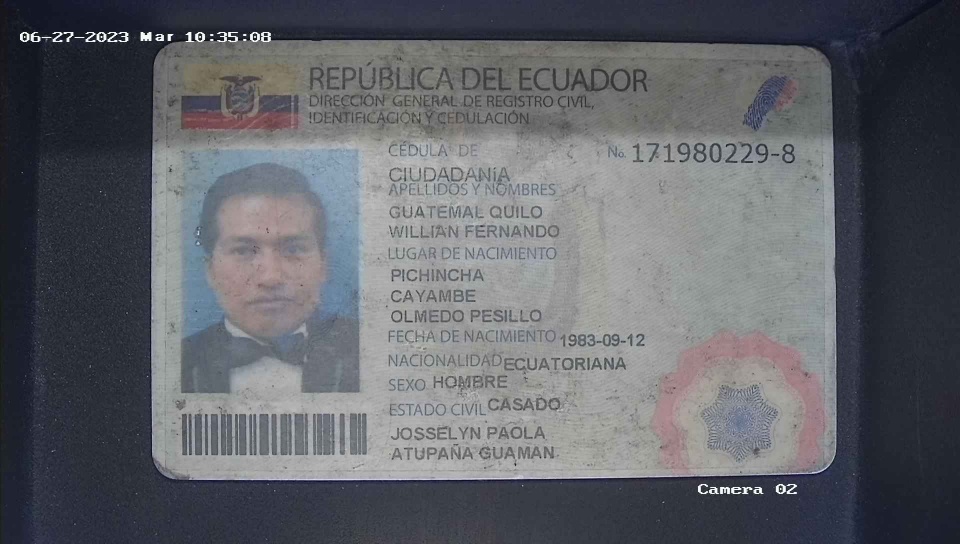 06-27-2023 Mar 10:35:08
REPÚBLICA DEL ECUADOR
DIRECCIÓN GENERAL DE REGISTRO CIVIL,
IDENTIFICACIÓN Y CEDULACIÓN
CÉDULA DE No. 171980229-8
CIUDADANÍA
APELLIDOS Y NOMBRES
GUATEMAL QUILO
WILLIAN FERNANDO
LUGAR DE NACIMIENTO
PICHINCHA
CAYAMBE
OLMEDO PESILLO
FECHA DE NACIMIENTO 1983-09-12
NACIONALIDAD ECUATORIANA
SEXO HOMBRE
ESTADO CIVIL CASADO
JOSSELYN PAOLA
ATUPAÑA GUAMAN
Camera 02